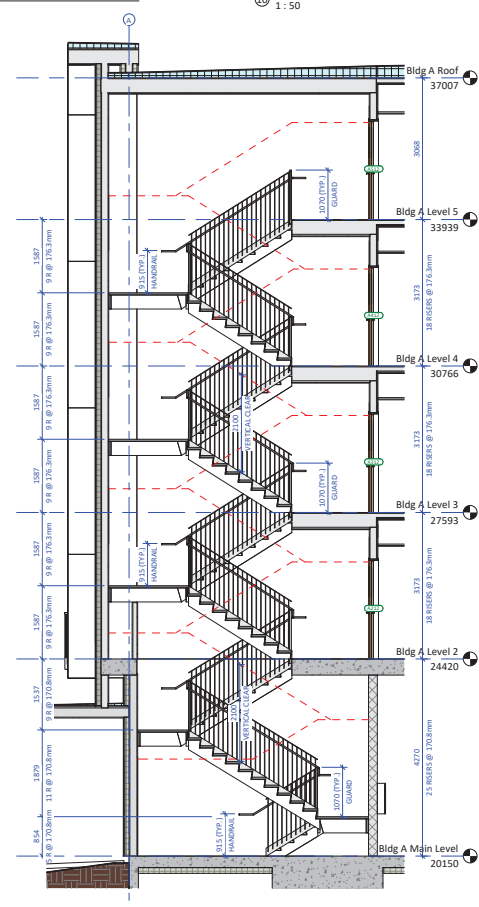 1 : 50
A
Bldg A Roof
37007
3068
1070 (TYP.)
GUARD
Bldg A Level 5
33939
1587
9 R @ 176.3mm
915 (TYP.)
HANDRAIL
3173
18 RISERS @ 176.3mm
1587
9 R @ 176.3mm
Bldg A Level 4
30766
1587
9 R @ 176.3mm
2100
VERTICAL CLEAR
3173
18 RISERS @ 176.3mm
1070 (TYP.)
GUARD
1587
9 R @ 176.3mm
Bldg A Level 3
27593
1587
9 R @ 176.3mm
915 (TYP.)
HANDRAIL
3173
18 RISERS @ 176.3mm
1587
9 R @ 176.3mm
Bldg A Level 2
24420
1537
9 R @ 170.8mm
2100
VERTICAL CLEAR
4270
25 RISERS @ 170.8mm
1879
11 R @ 170.8mm
1070 (TYP.)
GUARD
854
5 R @ 170.8mm
915 (TYP.)
HANDRAIL
Bldg A Main Level
20150